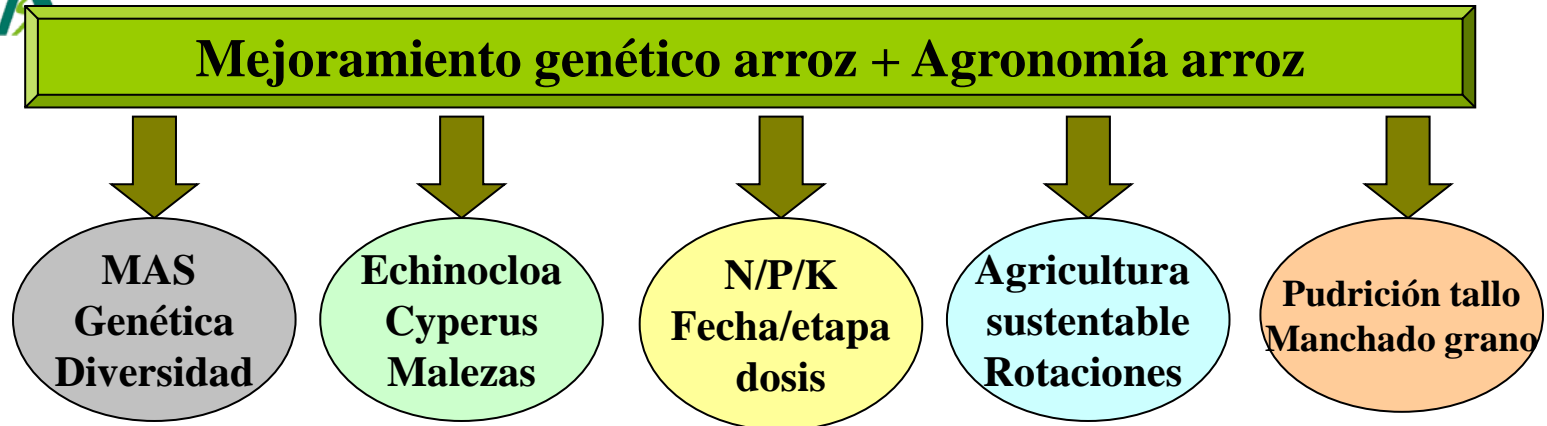 Mejoramiento genético arroz + Agronomía arroz
MAS
Genética
Diversidad
Echinocloa
Cyperus
Malezas
N/P/K
Fecha/etapa
dosis
Agricultura
sustentable
Rotaciones
Pudrición tallo
Manchado grano